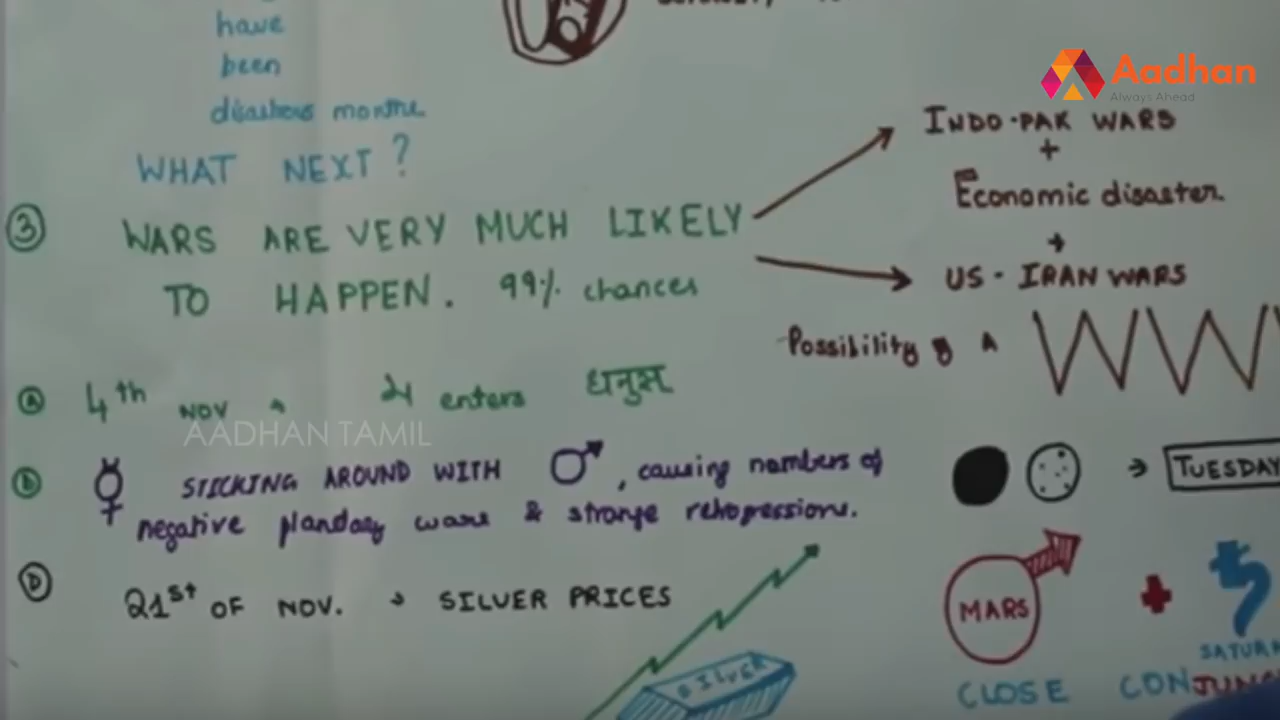 have
been
disastrous months
WHAT NEXT?
Aadhan
Always Ahead
③ WARS ARE VERY MUCH LIKELY
TO HAPPEN. 99% chances
INDO-PAK WARS
+
Economic disaster
+
US - IRAN WARS
Possibility of A WWW
ⓐ 4th NOV → ♃ enters धनुष
AADHAN TAMIL
ⓑ ☿ STICKING AROUND WITH ♂, causing numbers of
negative planetary wars & strange retrogressions.
→ TUESDAY
Ⓓ 21st OF NOV. → SILVER PRICES
SILVER
MARS + ♄
SATURN
CLOSE CONJUN